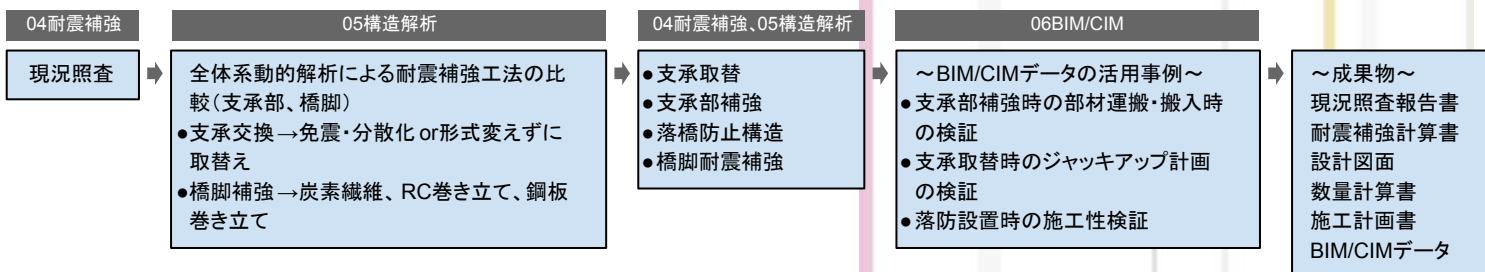 04耐震補強
現況照査
05構造解析
全体系動的解析による耐震補強工法の比
較(支承部、橋脚)
●支承交換→免震・分散化or形式変えずに
取替え
●橋脚補強→炭素繊維、RC巻き立て、鋼板
巻き立て
04耐震補強、05構造解析
●支承取替
●支承部補強
●落橋防止構造
●橋脚耐震補強
06BIM/CIM
~BIM/CIMデータの活用事例~
●支承部補強時の部材運搬・搬入時
の検証
●支承取替時のジャッキアップ計画
の検証
●落防設置時の施工性検証
~成果物~
現況照査報告書
耐震補強計算書
設計図面
数量計算書
施工計画書
BIM/CIMデータ